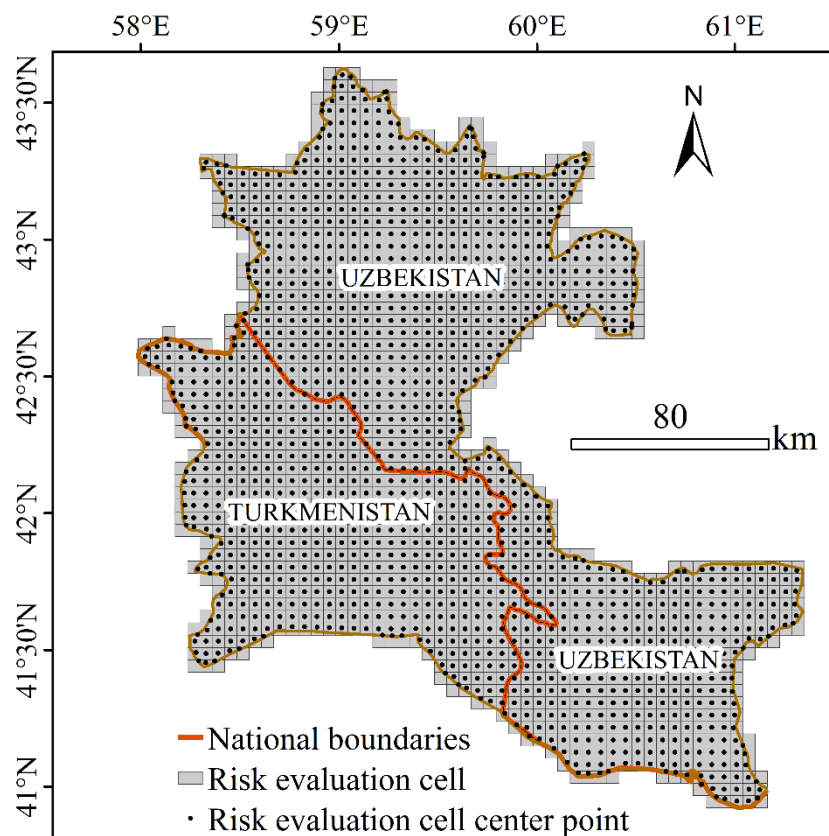 58°E 59°E 60°E 61°E
43°30'N
N
43°N
UZBEKISTAN
42°30'N
80
km
42°N
TURKMENISTAN
41°30'N
UZBEKISTAN
National boundaries
Risk evaluation cell
41°N
Risk evaluation cell center point